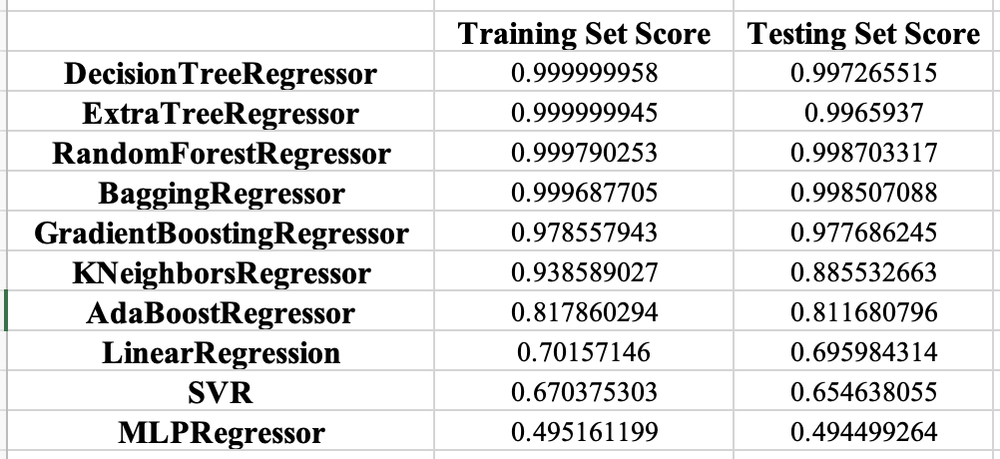 Training Set Score Testing Set Score
DecisionTreeRegressor 0.999999958 0.997265515
ExtraTreeRegressor 0.999999945 0.9965937
RandomForestRegressor 0.999790253 0.998703317
BaggingRegressor 0.999687705 0.998507088
GradientBoostingRegressor 0.978557943 0.977686245
KNeighborsRegressor 0.938589027 0.885532663
AdaBoostRegressor 0.817860294 0.811680796
LinearRegression 0.70157146 0.695984314
SVR 0.670375303 0.654638055
MLPRegressor 0.495161199 0.494499264